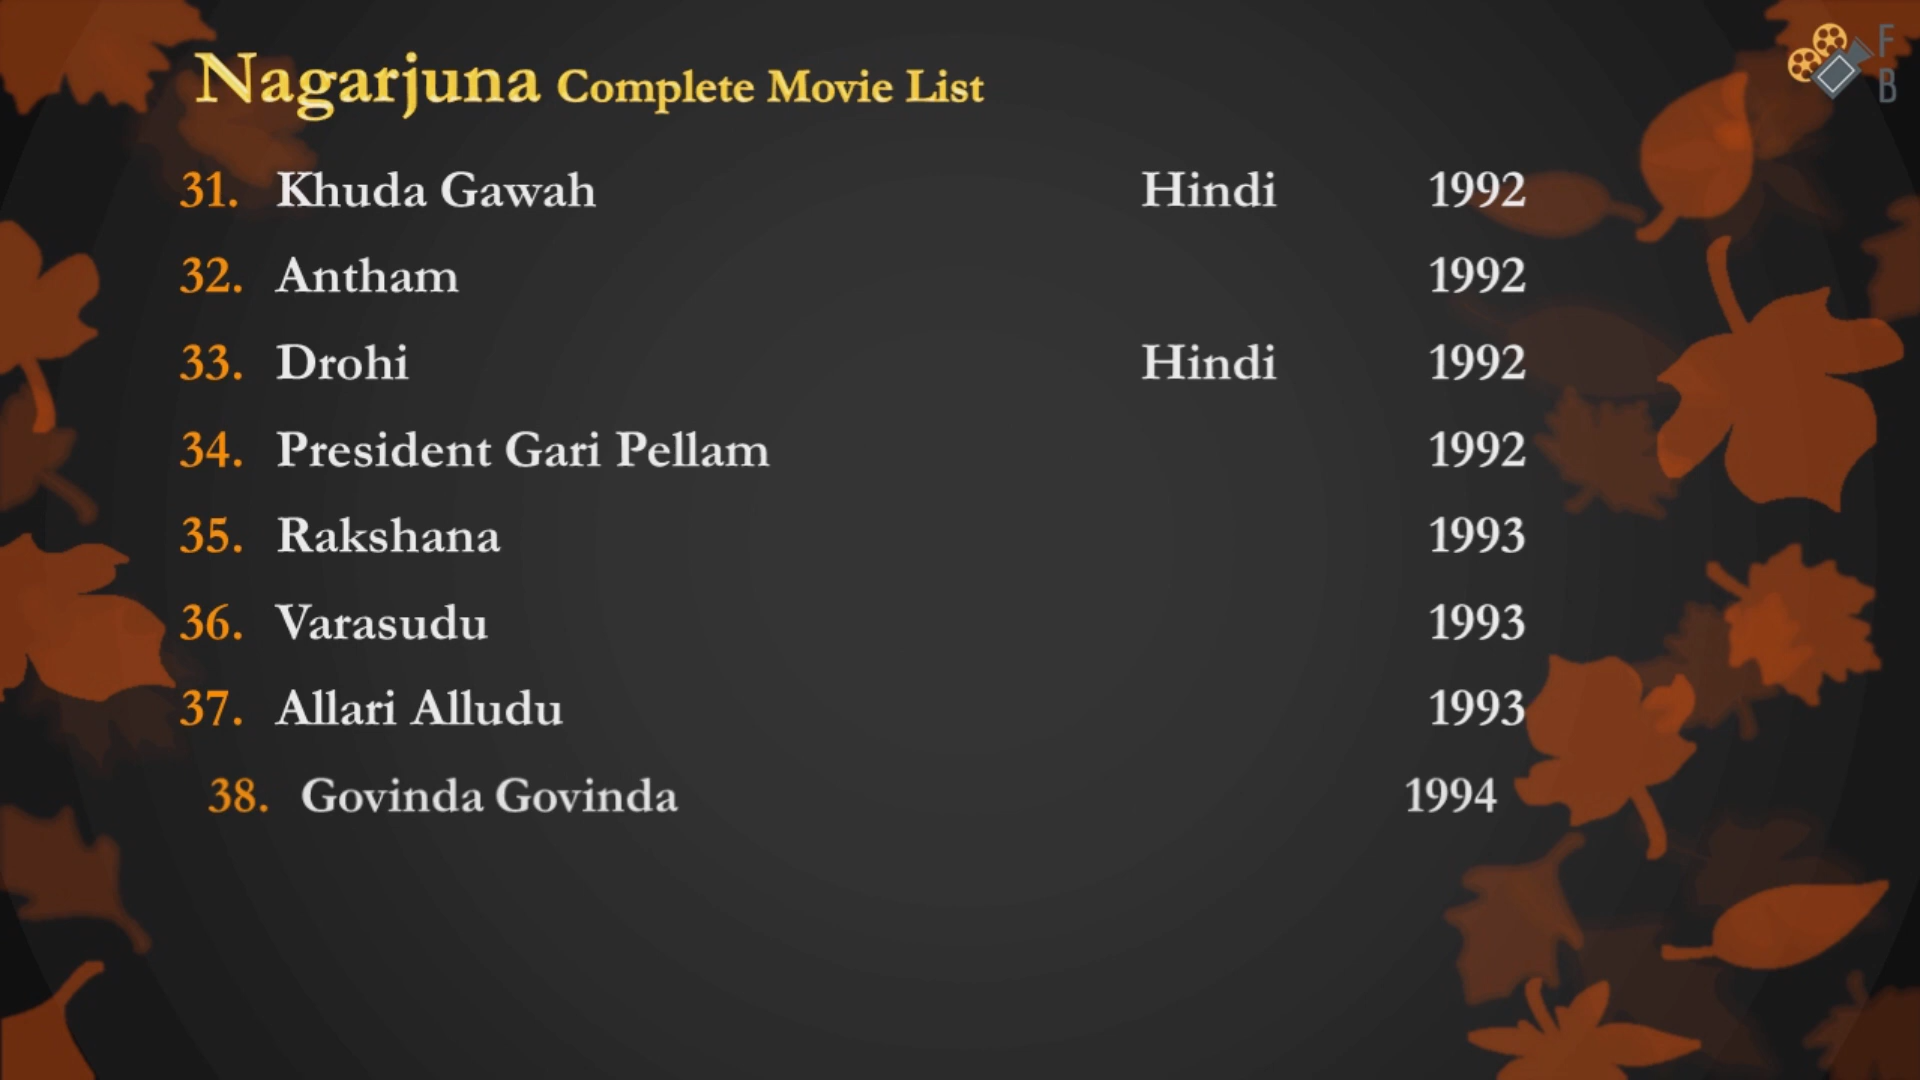 Nagarjuna Complete Movie List
F
B
31. Khuda Gawah Hindi 1992
32. Antham 1992
33. Drohi Hindi 1992
34. President Gari Pellam 1992
35. Rakshana 1993
36. Varasudu 1993
37. Allari Alludu 1993
38. Govinda Govinda 1994